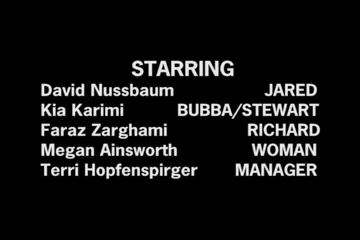 STARRING
David Nussbaum JARED
Kia Karimi BUBBA/STEWART
Faraz Zarghami RICHARD
Megan Ainsworth WOMAN
Terri Hopfenspirger MANAGER